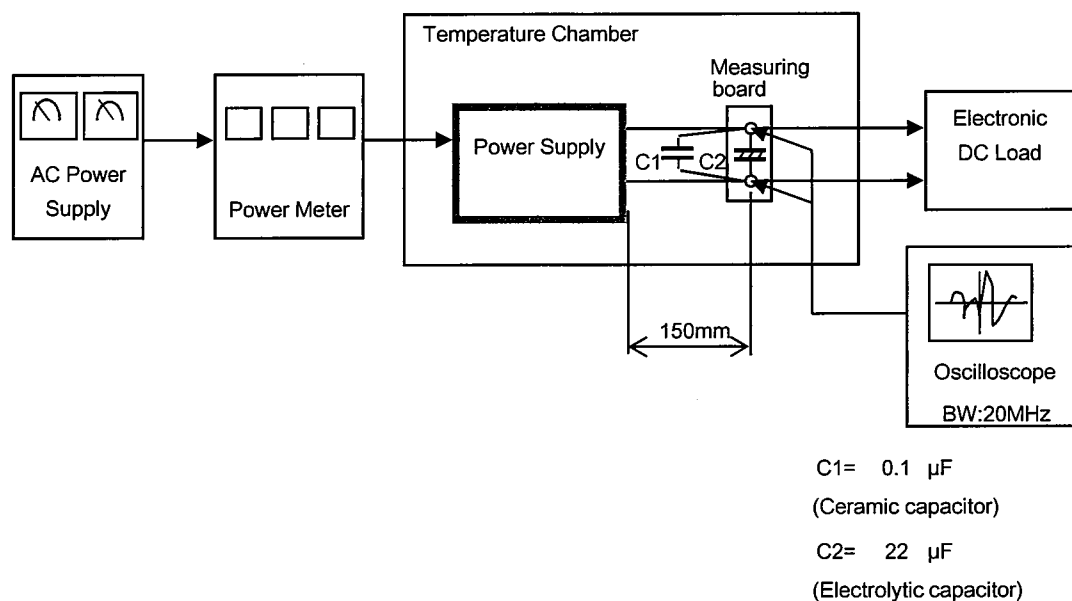 Temperature Chamber
Measuring
board
AC Power
Supply
Power Meter
Power Supply
C1
C2
Electronic
DC Load
150mm
Oscilloscope
BW:20MHz
C1= 0.1 µF
(Ceramic capacitor)
C2= 22 µF
(Electrolytic capacitor)